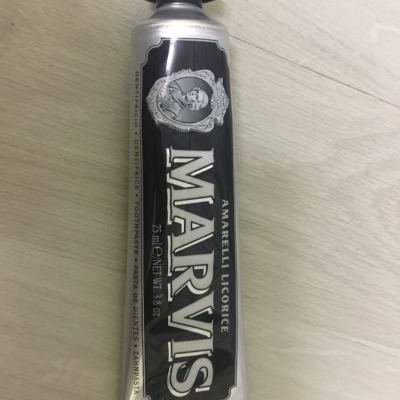 AMARELLI LICORICE
MARVIS
75 ml ℮ NET WT. 3.8 oz
DENTIFRICIO • DENTIFRICE • TOOTHPASTE • PASTA DE DIENTES • ZAHNPASTA